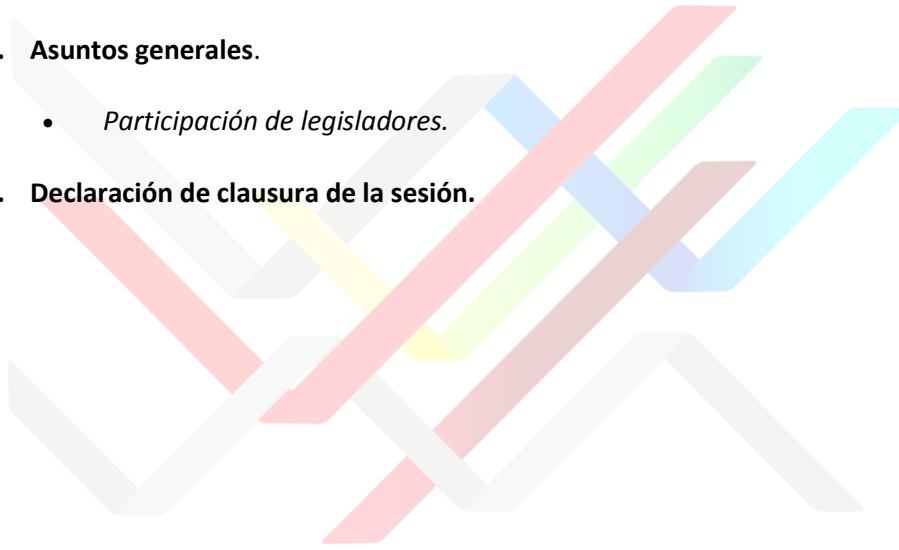 . Asuntos generales.
• Participación de legisladores.
. Declaración de clausura de la sesión.